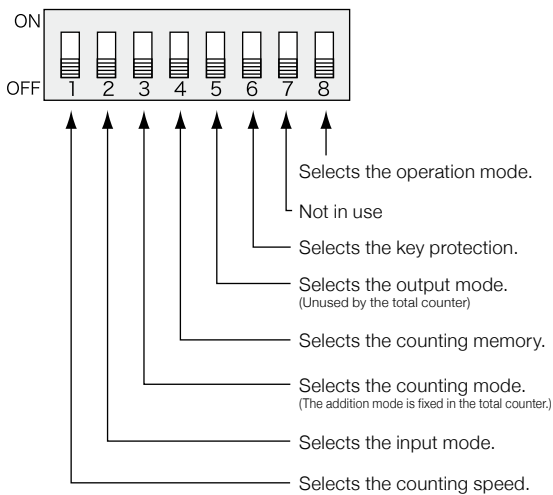 ON
OFF
1 2 3 4 5 6 7 8
Selects the operation mode.
Not in use
Selects the key protection.
Selects the output mode.
(Unused by the total counter)
Selects the counting memory.
Selects the counting mode.
(The addition mode is fixed in the total counter.)
Selects the input mode.
Selects the counting speed.